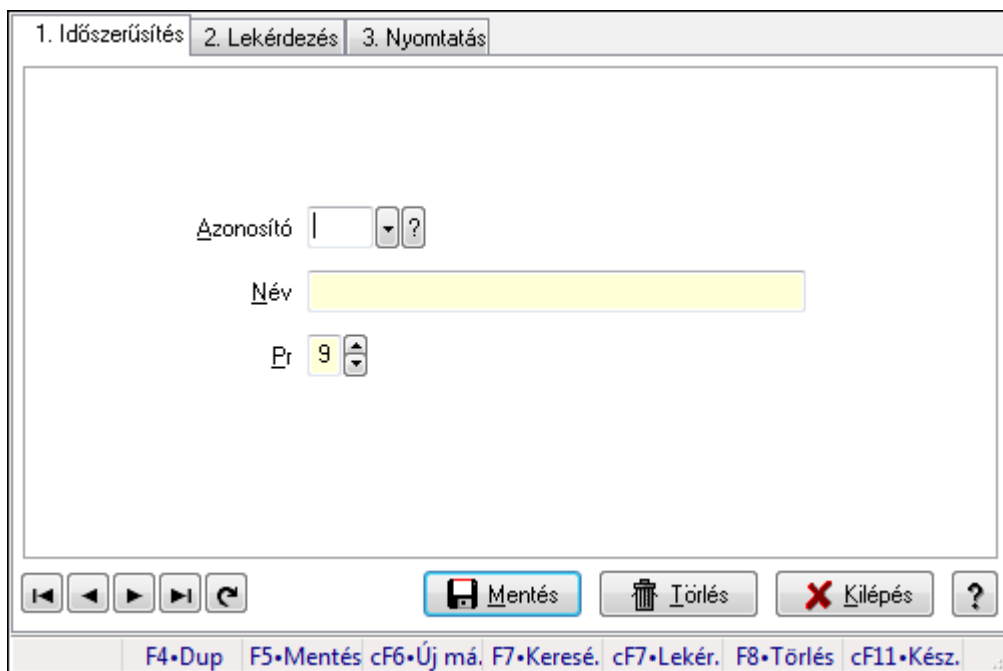 1. Időszerűsítés 2. Lekérdezés 3. Nyomtatás
Azonosító ?
Név
Pr 9
Mentés Törlés Kilépés ?
F4•Dup F5•Mentés cF6•Új má. F7•Keresé. cF7•Lekér. F8•Törlés cF11•Kész.